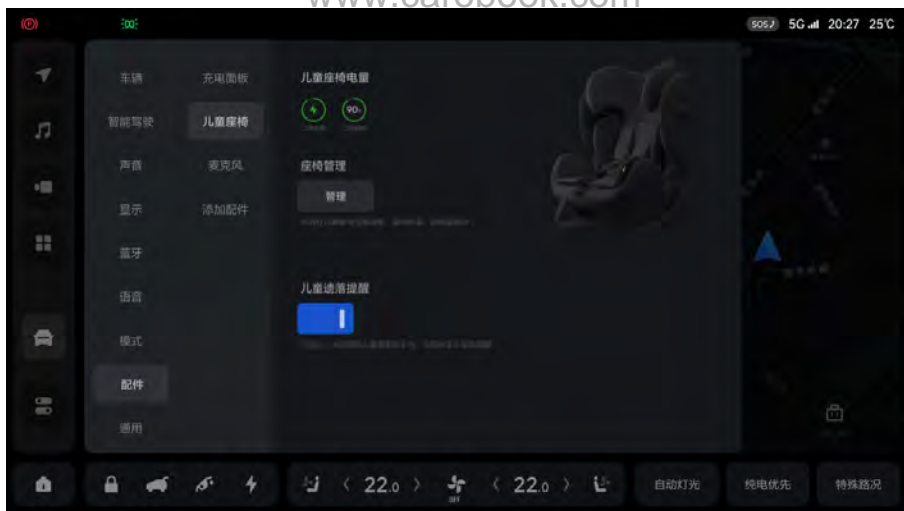 www.carobook.com
SOS 5G 20:27 25℃
车辆
智能驾驶
声音
显示
蓝牙
语音
模式
配件
通用
充电面板
儿童座椅
麦克风
添加配件
儿童座椅电量
90%
座椅管理
管理
儿童遗落提醒
22.0
OFF
22.0
自动灯光
纯电优先
特殊路况